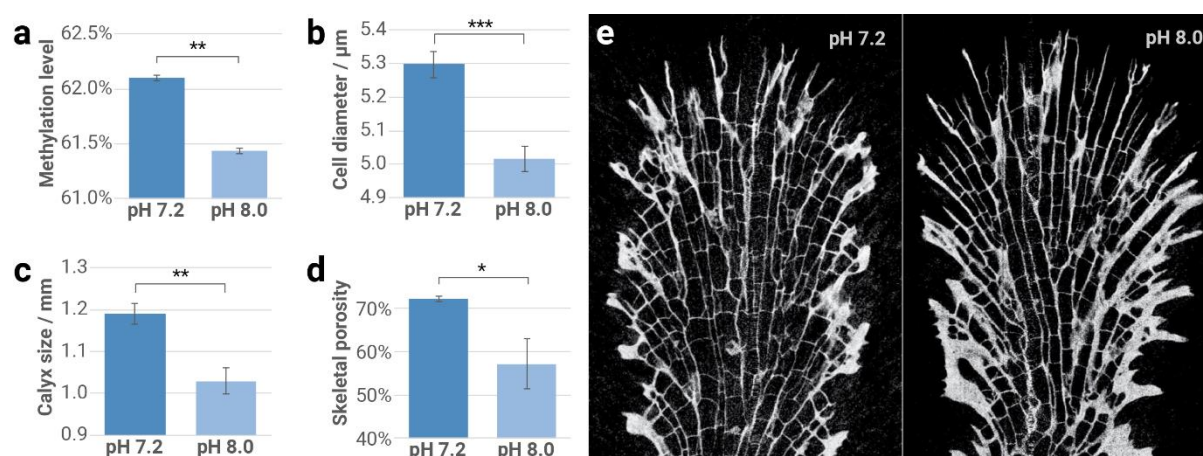 a
Methylation level
62.5%
62.0%
61.5%
61.0%
**
pH 7.2
pH 8.0
b
Cell diameter / µm
5.4
5.3
5.2
5.1
5.0
4.9
***
pH 7.2
pH 8.0
c
Calyx size / mm
1.3
1.2
1.1
1.0
0.9
**
pH 7.2
pH 8.0
d
Skeletal porosity
70%
60%
50%
40%
*
pH 7.2
pH 8.0
e
pH 7.2
pH 8.0